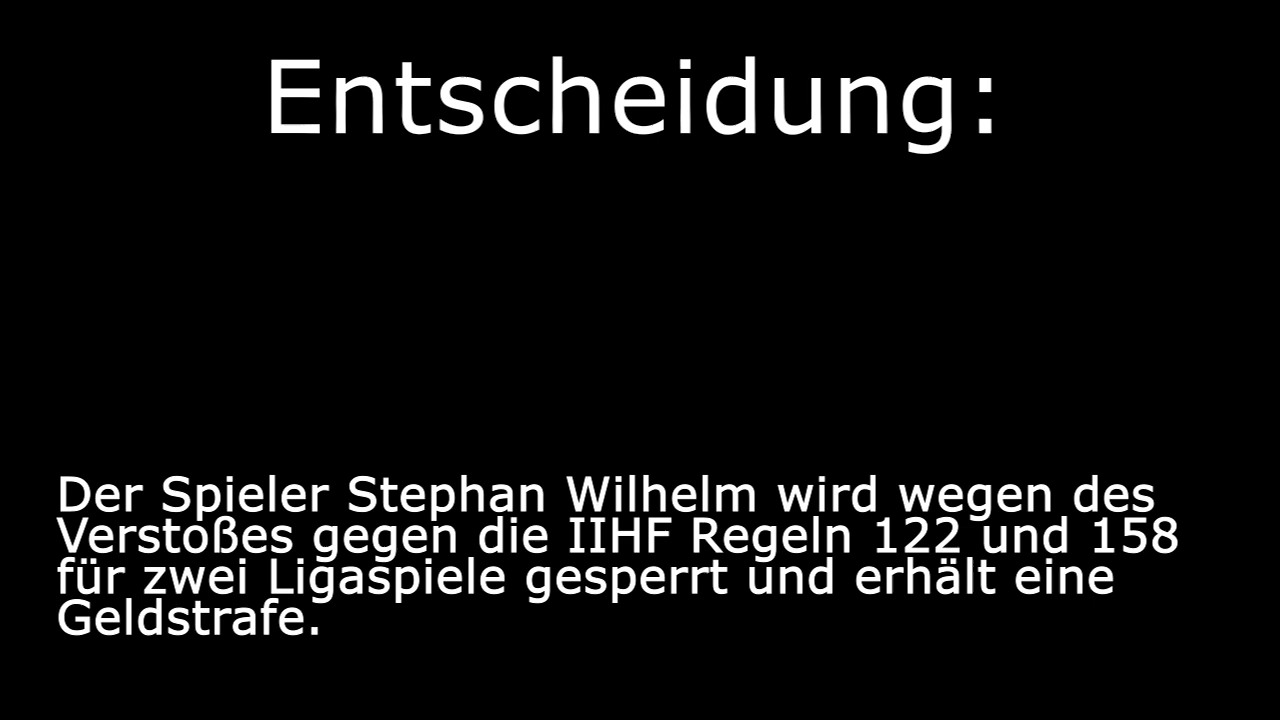 Entscheidung:
Der Spieler Stephan Wilhelm wird wegen des
Verstoßes gegen die IIHF Regeln 122 und 158
für zwei Ligaspiele gesperrt und erhält eine
Geldstrafe.